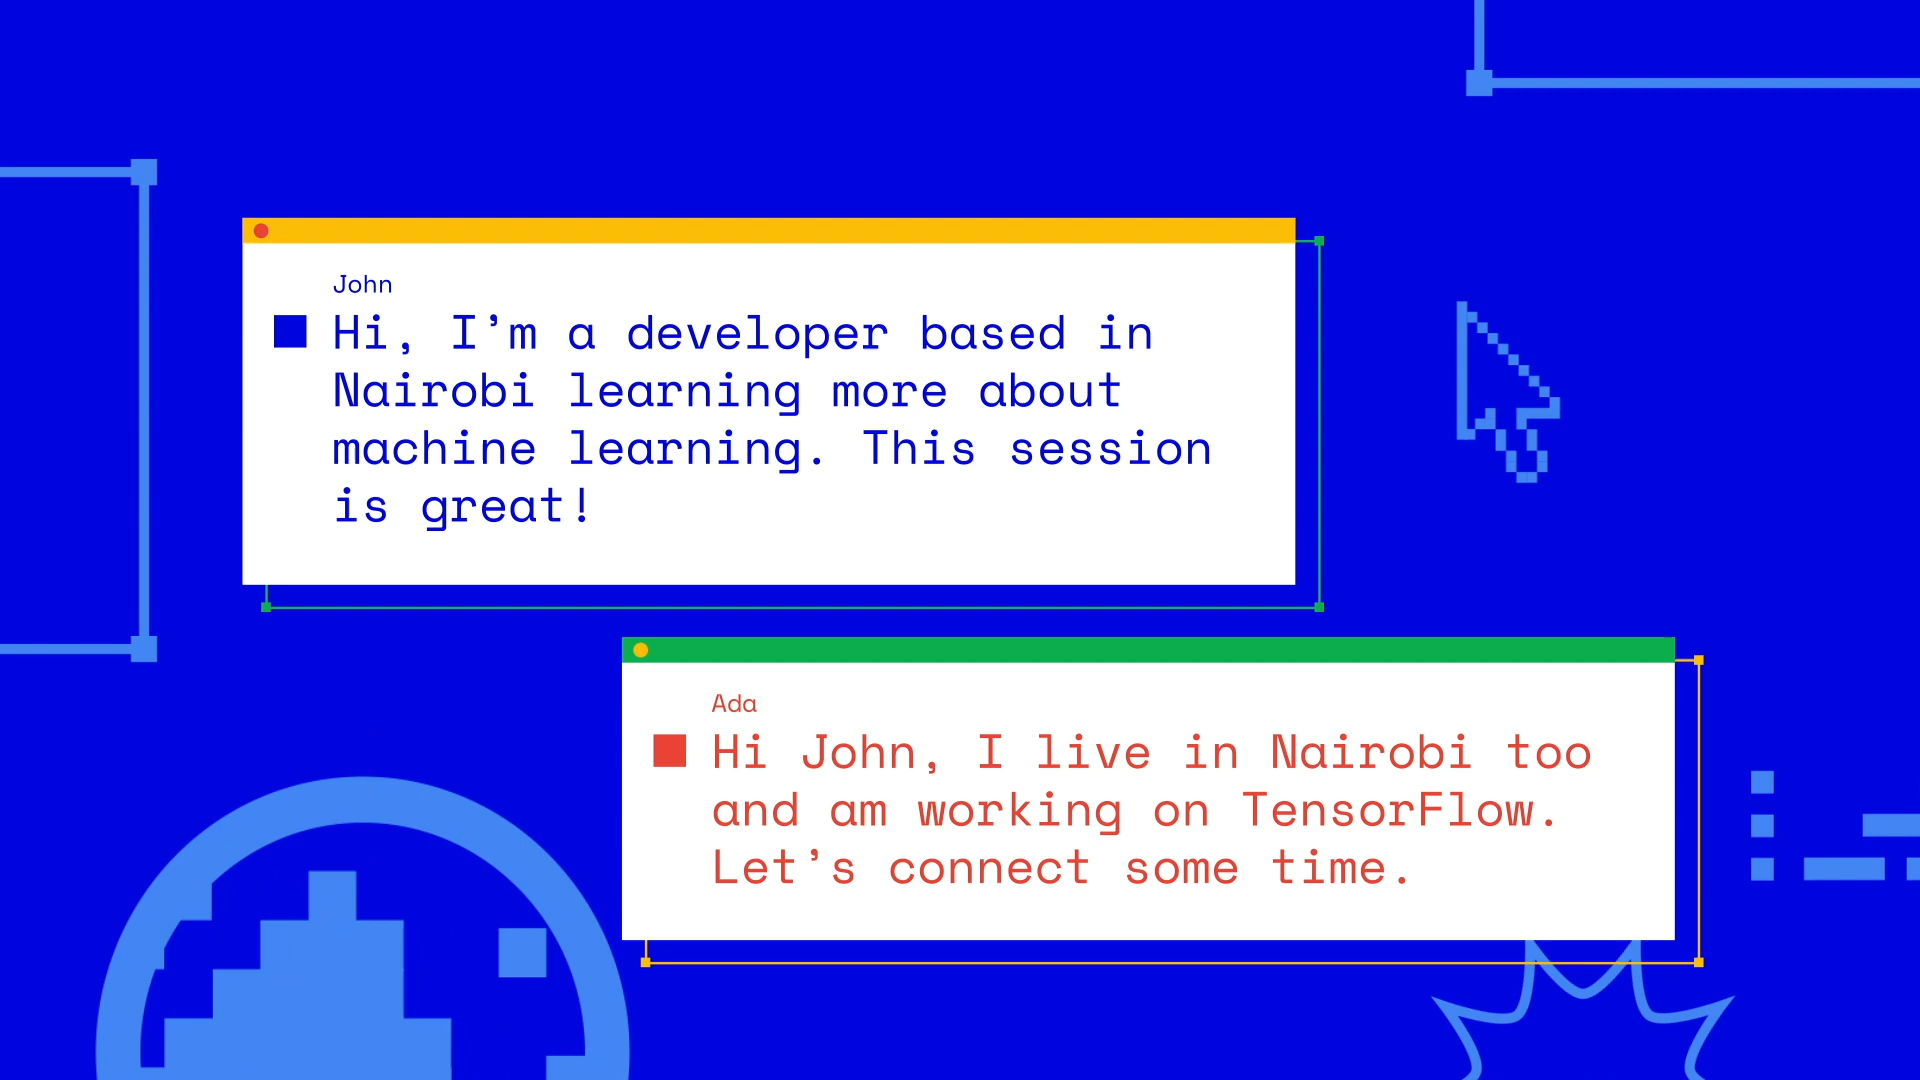 John
Hi, I’m a developer based in
Nairobi learning more about
machine learning. This session
is great!
Ada
Hi John, I live in Nairobi too
and am working on TensorFlow.
Let’s connect some time.